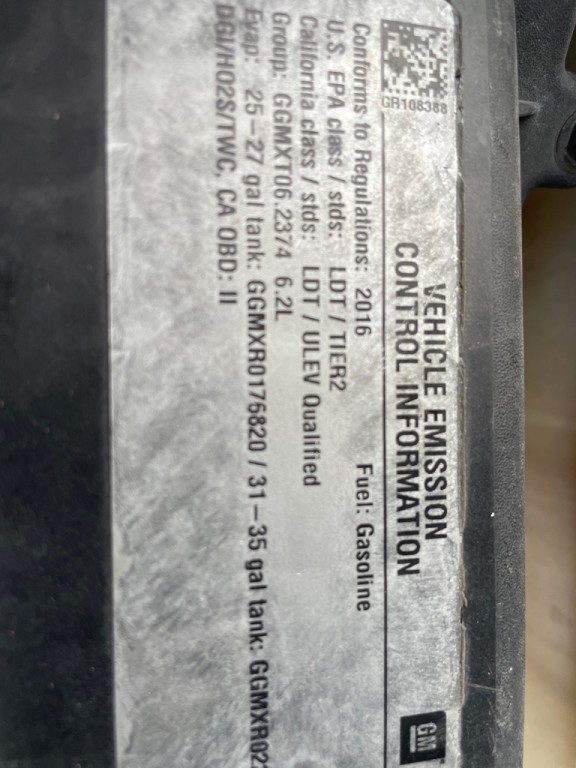 GR108388
VEHICLE EMISSION
CONTROL INFORMATION
GM
Conforms to Regulations: 2016 Fuel: Gasoline
U.S. EPA class / stds: LDT / TIER2
California class / stds: LDT / ULEV Qualified
Group: GGMXT06.2374 6.2L
Evap: 25-27 gal tank: GGMXR0176820 / 31-35 gal tank:
DGI/HO2S/TWC, CA OBD: II